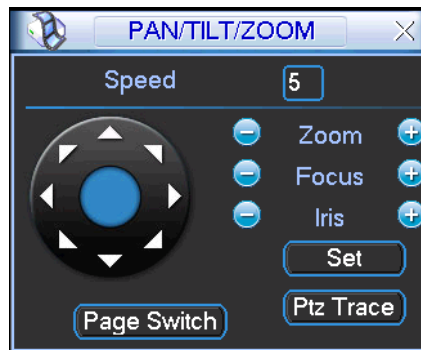 PAN/TILT/ZOOM
Speed 5
Zoom
Focus
Iris
Set
Ptz Trace
Page Switch